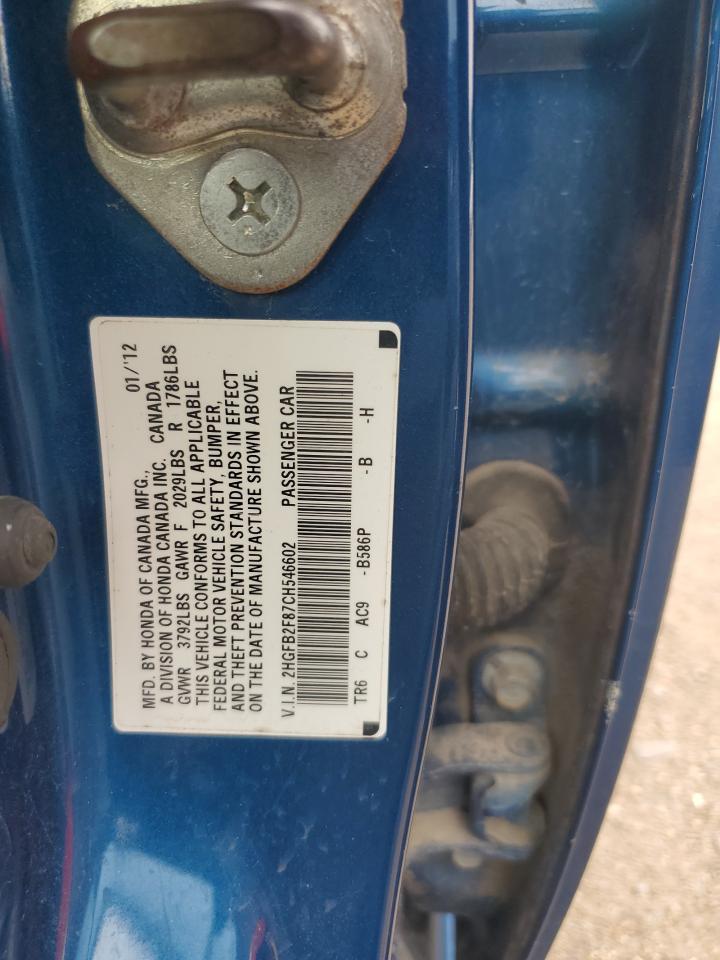 MFD. BY HONDA OF CANADA MFG., 01/'12
A DIVISION OF HONDA CANADA INC. CANADA
GVWR 3792LBS GAWR F 2029LBS R 1786LBS
THIS VEHICLE CONFORMS TO ALL APPLICABLE
FEDERAL MOTOR VEHICLE SAFETY, BUMPER,
AND THEFT PREVENTION STANDARDS IN EFFECT
ON THE DATE OF MANUFACTURE SHOWN ABOVE.
V.I.N. 2HGFB2F87CH546602 PASSENGER CAR
TR6 C AC9 -B586P -B -H